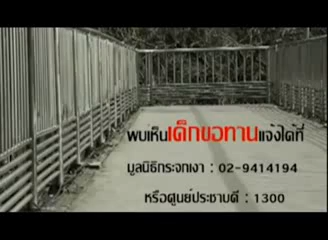 พบเห็นเด็กขอทานแจ้งได้ที่
มูลนิธิกระจกเงา : 02-9414194
หรือศูนย์ประชาบดี : 1300